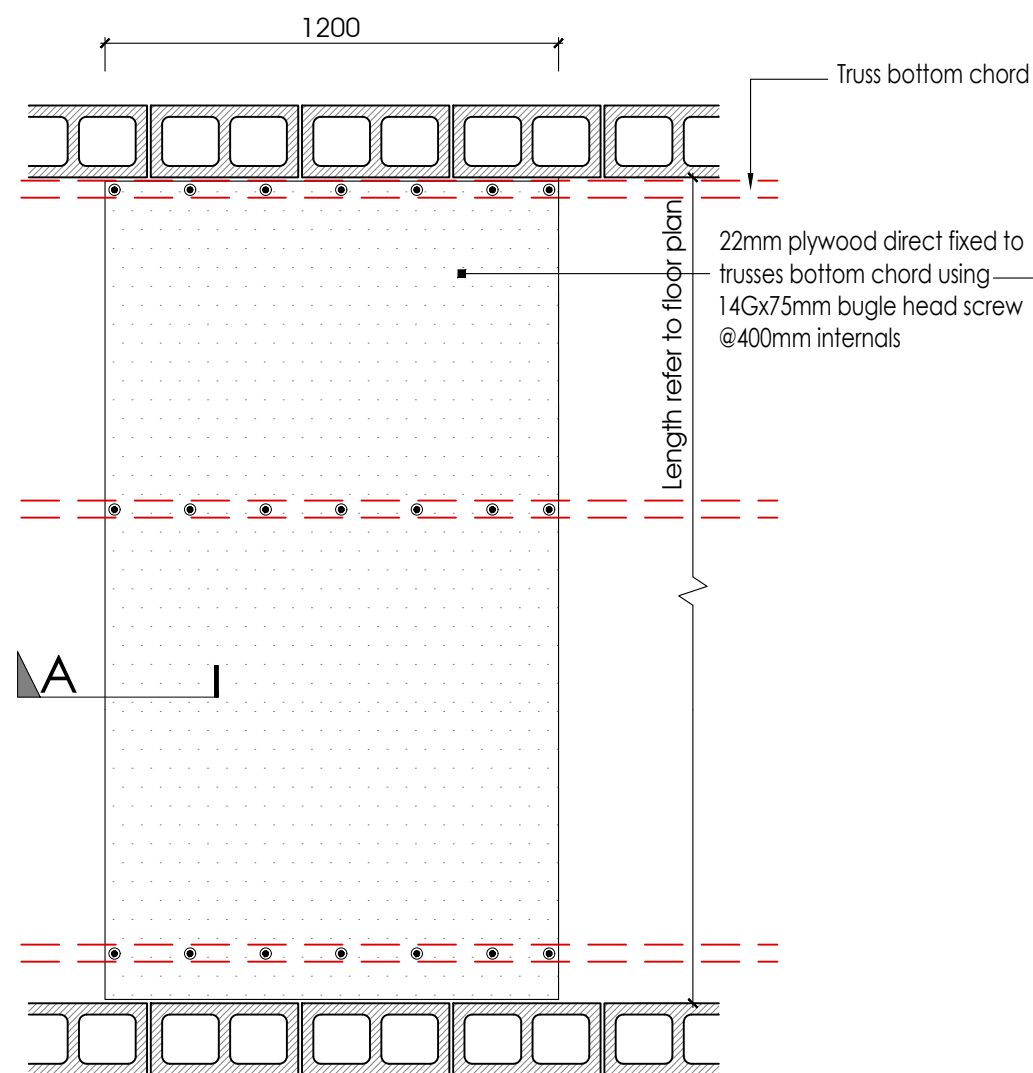 1200
Truss bottom chord
22mm plywood direct fixed to
trusses bottom chord using
14Gx75mm bugle head screw
@400mm internals
Length refer to floor plan
A